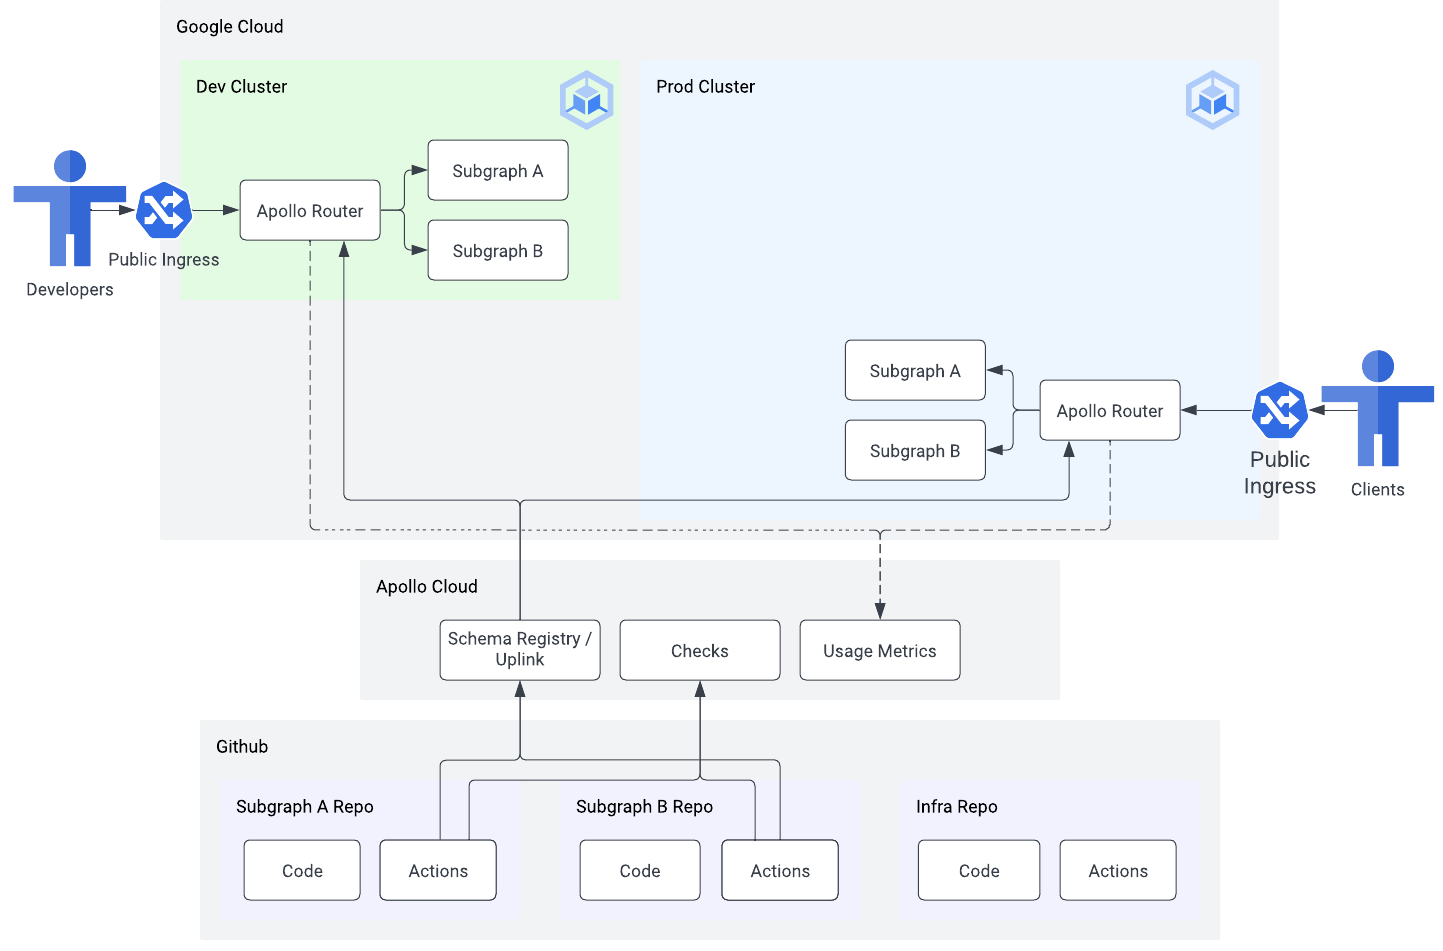 Google Cloud
Dev Cluster
Prod Cluster
Subgraph A
Apollo Router
Subgraph B
Public Ingress
Developers
Subgraph A
Apollo Router
Subgraph B
Public
Ingress
Clients
Apollo Cloud
Schema Registry /
Uplink
Checks
Usage Metrics
Github
Subgraph A Repo
Subgraph B Repo
Infra Repo
Code
Actions
Code
Actions
Code
Actions